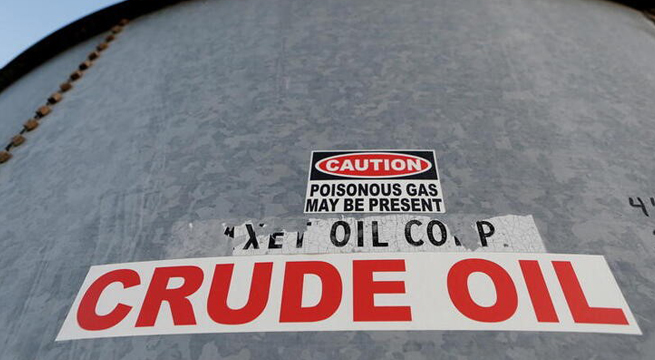 CAUTION
POISONOUS GAS
MAY BE PRESENT
OIL
CRUDE OIL